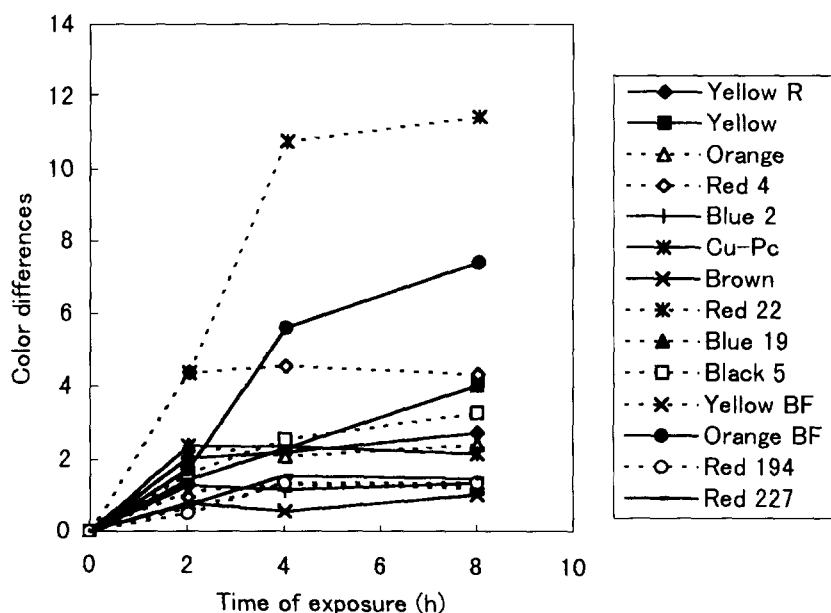 14
12
10
8
6
4
2
0
Color differences
0 2 4 6 8 10
Time of exposure (h)
Yellow R
Yellow
Orange
Red 4
Blue 2
Cu-Pc
Brown
Red 22
Blue 19
Black 5
Yellow BF
Orange BF
Red 194
Red 227